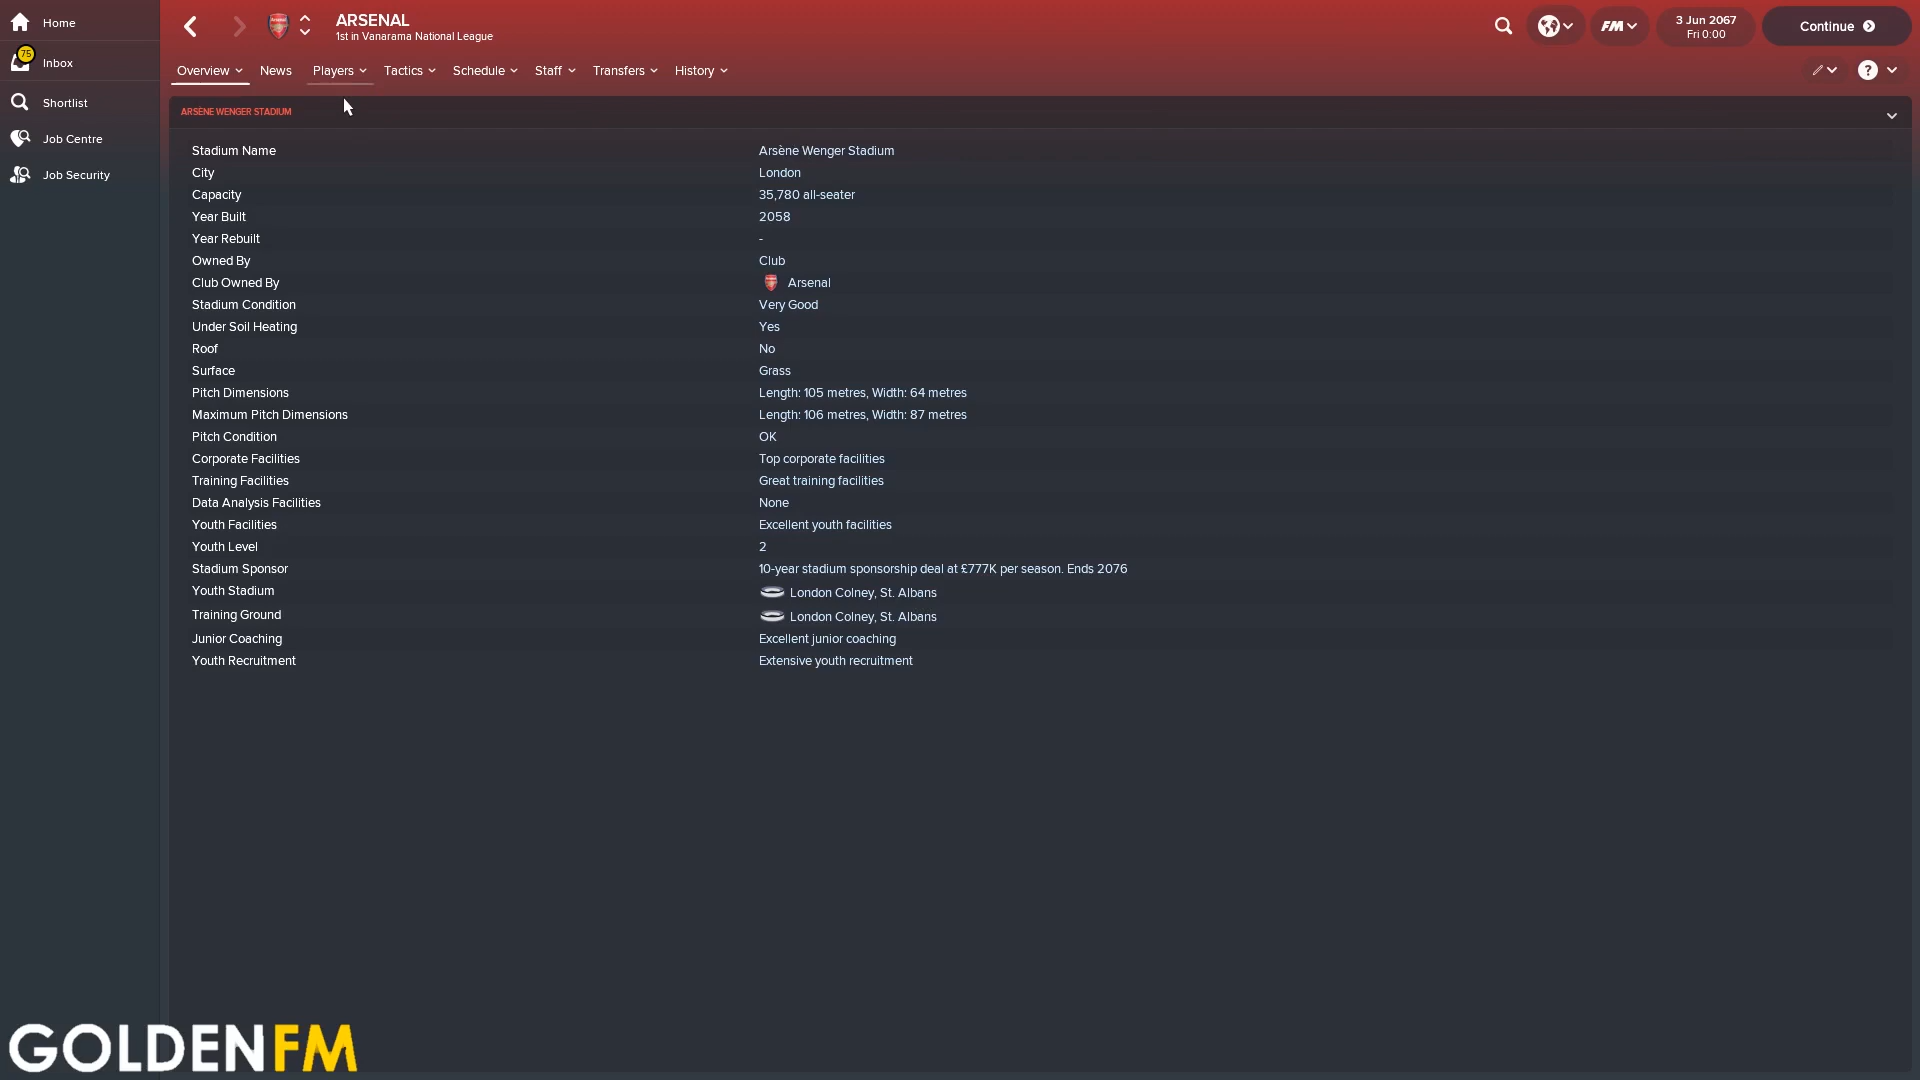 Home
75
Inbox
Shortlist
Job Centre
Job Security
Arsenal
ARSENAL
1st in Vanarama National League
FM
3 Jun 2067
Fri 0:00
Continue
Overview
News
Players
Tactics
Schedule
Staff
Transfers
History
?
ARSÈNE WENGER STADIUM
Stadium Name Arsène Wenger Stadium
City London
Capacity 35,780 all-seater
Year Built 2058
Year Rebuilt -
Owned By Club
Club Owned By Arsenal
Stadium Condition Very Good
Under Soil Heating Yes
Roof No
Surface Grass
Pitch Dimensions Length: 105 metres, Width: 64 metres
Maximum Pitch Dimensions Length: 106 metres, Width: 87 metres
Pitch Condition OK
Corporate Facilities Top corporate facilities
Training Facilities Great training facilities
Data Analysis Facilities None
Youth Facilities Excellent youth facilities
Youth Level 2
Stadium Sponsor 10-year stadium sponsorship deal at £777K per season. Ends 2076
Youth Stadium London Colney, St. Albans
Training Ground London Colney, St. Albans
Junior Coaching Excellent junior coaching
Youth Recruitment Extensive youth recruitment
GOLDENFM